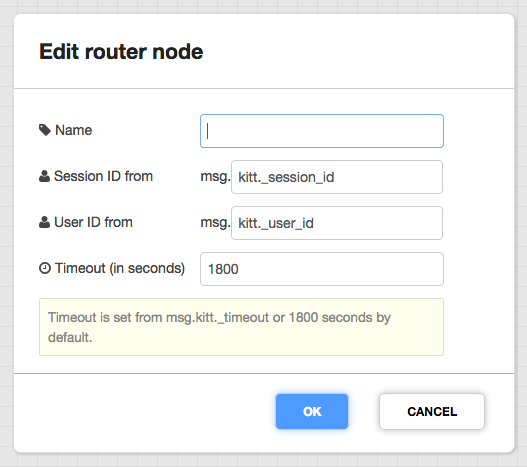 Edit router node
Name
Session ID from msg. kitt._session_id
User ID from msg. kitt._user_id
Timeout (in seconds) 1800
Timeout is set from msg.kitt._timeout or 1800 seconds by
default.
OK CANCEL